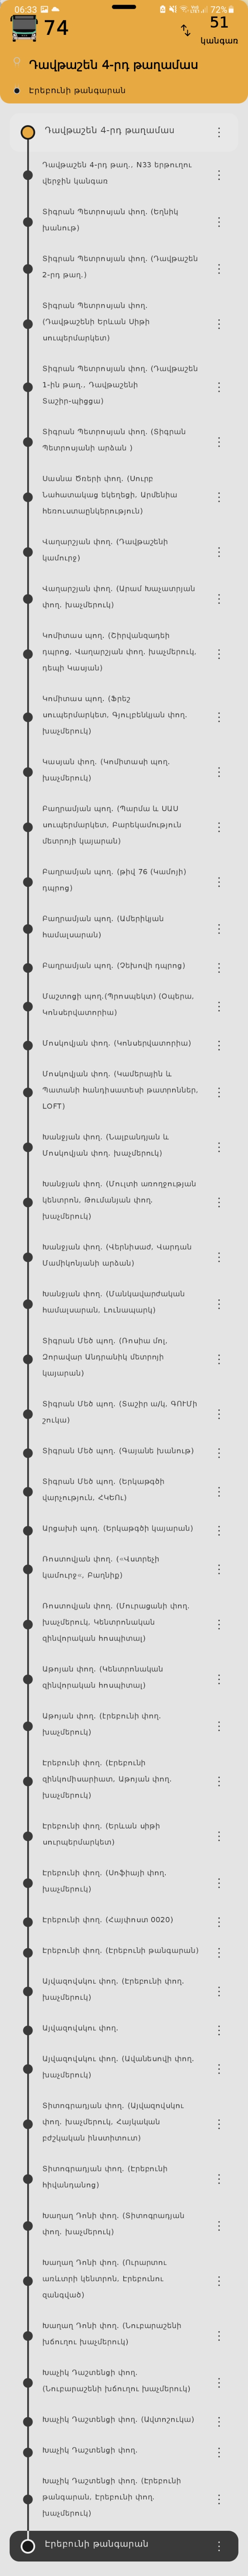 06:33 72%
74
51
կանգառ
Դավթաշեն 4-րդ թաղամաս
Էրեբունի թանգարան
Դավթաշեն 4-րդ թաղամաս
Դավթաշեն 4-րդ թաղ., N33 երթուղու
վերջին կանգառ
Տիգրան Պետրոսյան փող. (Եղնիկ
խանութ)
Տիգրան Պետրոսյան փող. (Դավթաշեն
2-րդ թաղ.)
Տիգրան Պետրոսյան փող.
(Դավթաշենի Երևան Սիթի
սուպերմարկետ)
Տիգրան Պետրոսյան փող. (Դավթաշեն
1-ին թաղ., Դավթաշենի
Տաշիր-պիցցա)
Տիգրան Պետրոսյան փող. (Տիգրան
Պետրոսյանի արձան )
Սասնա Ծռերի փող. (Սուրբ
Նահատակաց եկեղեցի, Արմենիա
հեռուստաընկերություն)
Վաղարշյան փող. (Դավթաշենի
կամուրջ)
Վաղարշյան փող. (Արամ Խաչատրյան
փող. խաչմերուկ)
Կոմիտաս պող. (Շիրվանզադեի
դպրոց, Վաղարշյան փող. խաչմերուկ,
դեպի Կասյան)
Կոմիտաս պող. (Ֆրեշ
սուպերմարկետ, Գյուլբենկյան փող.
խաչմերուկ)
Կասյան փող. (Կոմիտասի պող.
խաչմերուկ)
Բաղրամյան պող. (Պարմա և ՍԱՍ
սուպերմարկետ, Բարեկամություն
մետրոյի կայարան)
Բաղրամյան պող. (թիվ 76 (Կամոյի)
դպրոց)
Բաղրամյան պող. (Ամերիկյան
համալսարան)
Բաղրամյան պող. (Չեխովի դպրոց)
Մաշտոցի պող.(Պրոսպեկտ) (Օպերա,
Կոնսերվատորիա)
Մոսկովյան փող. (Կոնսերվատորիա)
Մոսկովյան փող. (Կամերային և
Պատանի հանդիսատեսի թատրոններ,
LOFT)
Խանջյան փող. (Նալբանդյան և
Մոսկովյան փող. խաչմերուկ)
Խանջյան փող. (Մուլտի առողջության
կենտրոն, Թումանյան փող.
խաչմերուկ)
Խանջյան փող. (Վերնիսաժ, Վարդան
Մամիկոնյանի արձան)
Խանջյան փող. (Մանկավարժական
համալսարան, Լունապարկ)
Տիգրան Մեծ պող. (Ռոսիա մոլ,
Զորավար Անդրանիկ մետրոյի
կայարան)
Տիգրան Մեծ պող. (Տաշիր ա/կ, ԳՈՒՄի
շուկա)
Տիգրան Մեծ պող. (Գայանե խանութ)
Տիգրան Մեծ պող. (Երկաթգծի
վարչություն, ՀԿԵՈւ)
Արցախի պող. (Երկաթգծի կայարան)
Ռոստովյան փող. (<Վստրեչի
կամուրջ>, Բաղնիք)
Ռոստովյան փող. (Մուրացանի փող.
խաչմերուկ, Կենտրոնական
զինվորական հոսպիտալ)
Աթոյան փող. (Կենտրոնական
զինվորական հոսպիտալ)
Աթոյան փող. (Էրեբունի փող.
խաչմերուկ)
Էրեբունի փող. (Էրեբունի
զինկոմիսարիատ, Աթոյան փող.
խաչմերուկ)
Էրեբունի փող. (Երևան սիթի
սուրպերմարկետ)
Էրեբունի փող. (Սոֆիայի փող.
խաչմերուկ)
Էրեբունի փող. (Հայփոստ 0020)
Էրեբունի փող. (Էրեբունի թանգարան)
Այվազովսկու փող. (Էրեբունի փող.
խաչմերուկ)
Այվազովսկու փող.
Այվազովսկու փող. (Ավանեսովի փող.
խաչմերուկ)
Տիտոգրադյան փող. (Այվազովսկու
փող. խաչմերուկ, Հայկական
բժշկական ինստիտուտ)
Տիտոգրադյան փող. (Էրեբունի
հիվանդանոց)
Խաղաղ Դոնի փող. (Տիտոգրադյան
փող. խաչմերուկ)
Խաղաղ Դոնի փող. (Ուրարտու
առևտրի կենտրոն, Էրեբունու
զանգված)
Խաղաղ Դոնի փող. (Նուբարաշենի
խճուղու խաչմերուկ)
Խաչիկ Դաշտենցի փող.
(Նուբարաշենի խճուղու խաչմերուկ)
Խաչիկ Դաշտենցի փող. (Ավտոշուկա)
Խաչիկ Դաշտենցի փող.
Խաչիկ Դաշտենցի փող. (Էրեբունի
թանգարան, Էրեբունի փող.
խաչմերուկ)
Էրեբունի թանգարան